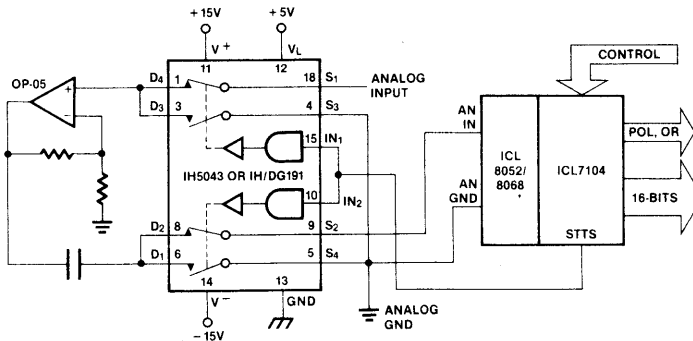 +15V
+5V
V+
VL
11
12
OP-05
D4
1
18
S1
ANALOG INPUT
D3
3
4
S3
+
-
15
IN1
IH5043 OR IH/DG191
10
IN2
D2
8
9
S2
D1
6
5
S4
14
13
V-
GND
-15V
ANALOG GND
AN IN
AN GND
ICL 8052/ 8068
ICL7104
STTS
CONTROL
POL, OR
16-BITS